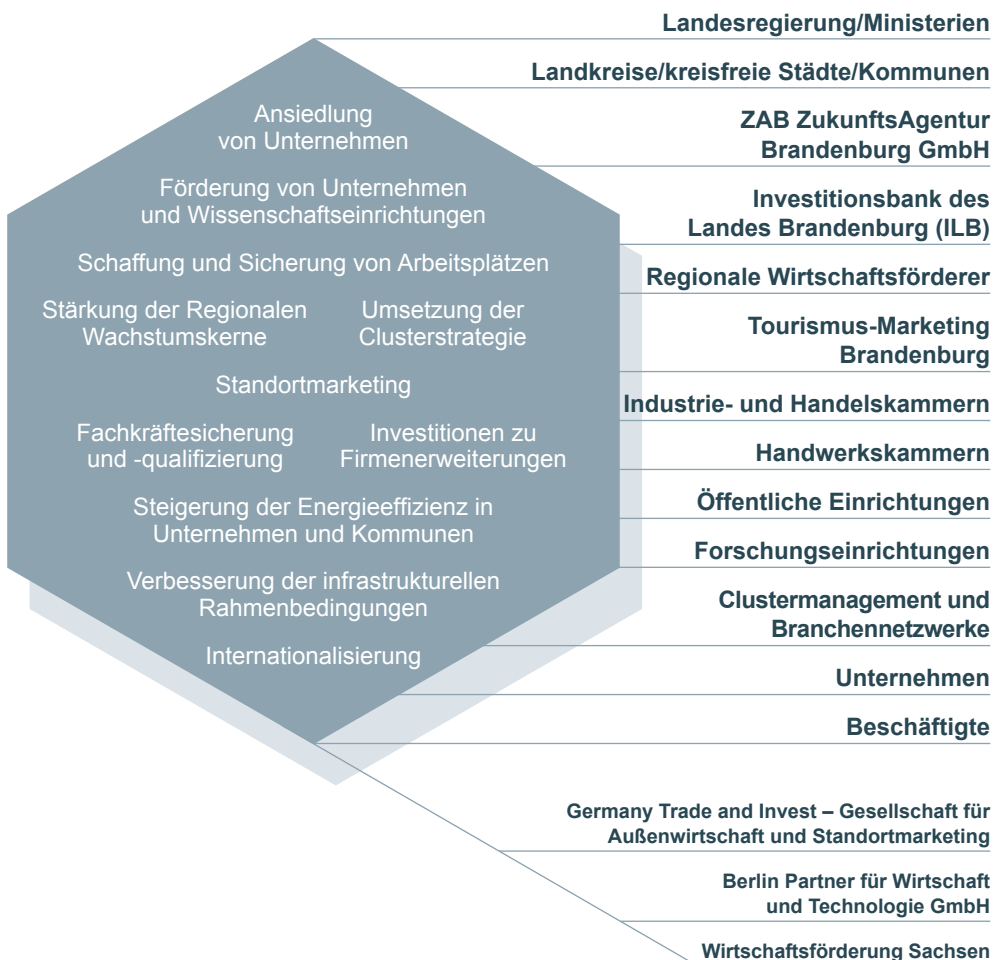 Landesregierung/Ministerien
Landkreise/kreisfreie Städte/Kommunen
ZAB ZukunftsAgentur
Brandenburg GmbH
Investitionsbank des
Landes Brandenburg (ILB)
Regionale Wirtschaftsförderer
Tourismus-Marketing
Brandenburg
Industrie- und Handelskammern
Handwerkskammern
Öffentliche Einrichtungen
Forschungseinrichtungen
Clustermanagement und
Branchennetzwerke
Unternehmen
Beschäftigte
Ansiedlung
von Unternehmen
Förderung von Unternehmen
und Wissenschaftseinrichtungen
Schaffung und Sicherung von Arbeitsplätzen
Stärkung der Regionalen
Wachstumskerne
Umsetzung der
Clusterstrategie
Standortmarketing
Fachkräftesicherung
und -qualifizierung
Investitionen zu
Firmenerweiterungen
Steigerung der Energieeffizienz in
Unternehmen und Kommunen
Verbesserung der infrastrukturellen
Rahmenbedingungen
Internationalisierung
Germany Trade and Invest – Gesellschaft für
Außenwirtschaft und Standortmarketing
Berlin Partner für Wirtschaft
und Technologie GmbH
Wirtschaftsförderung Sachsen